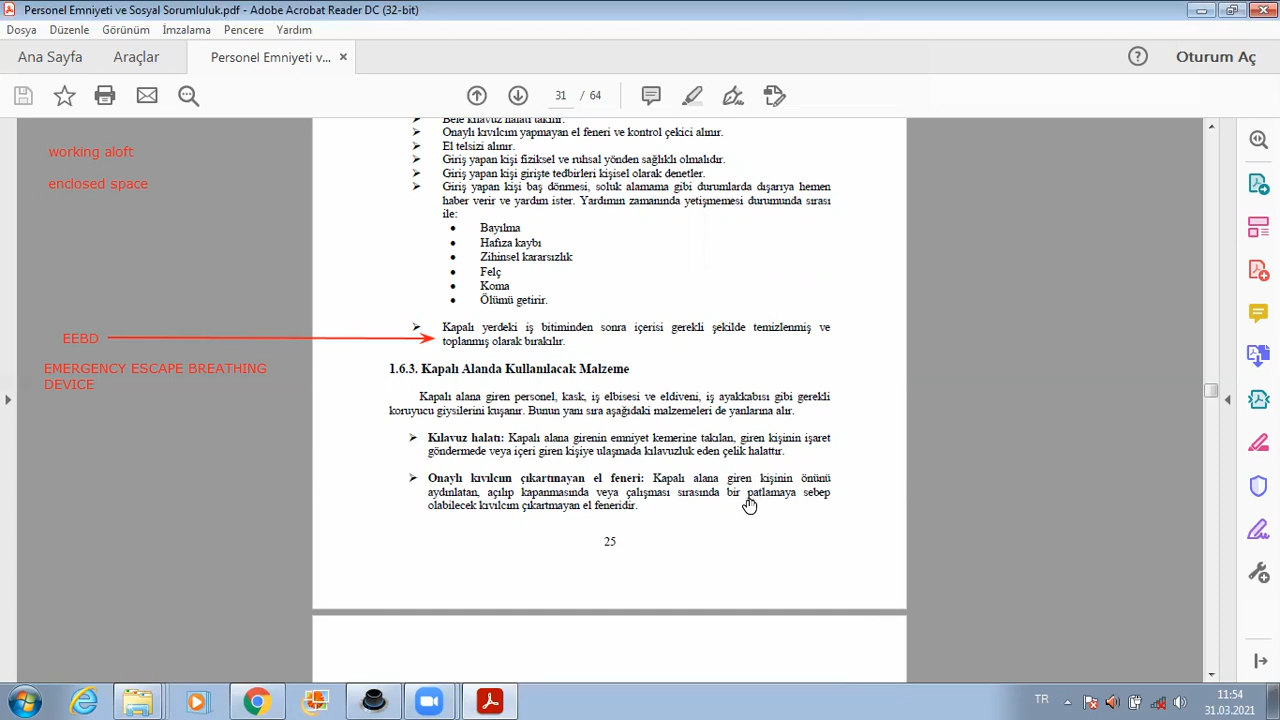 Personel Emniyeti ve Sosyal Sorumluluk.pdf - Adobe Acrobat Reader DC (32-bit)
Dosya Düzenle Görünüm İmzalama Pencere Yardım
Ana Sayfa Araçlar Personel Emniyeti v... × Oturum Aç
31 / 64
working aloft
enclosed space
EEBD
EMERGENCY ESCAPE BREATHING
DEVICE
Bele kılavuz halatı takılır.
Onaylı kıvılcım yapmayan el feneri ve kontrol çekici alınır.
El telsizi alınır.
Giriş yapan kişi fiziksel ve ruhsal yönden sağlıklı olmalıdır.
Giriş yapan kişi girişte tedbirleri kişisel olarak denetler.
Giriş yapan kişi baş dönmesi, soluk alamama gibi durumlarda dışarıya hemen
haber verir ve yardım ister. Yardımın zamanında yetişmemesi durumunda sırası
ile:
• Bayılma
• Hafıza kaybı
• Zihinsel kararsızlık
• Felç
• Koma
• Ölümü getirir.
Kapalı yerdeki iş bitiminden sonra içerisi gerekli şekilde temizlenmiş ve
toplanmış olarak bırakılır.
1.6.3. Kapalı Alanda Kullanılacak Malzeme
Kapalı alana giren personel, kask, iş elbisesi ve eldiveni, iş ayakkabısı gibi gerekli
koruyucu giysilerini kuşanır. Bunun yanı sıra aşağıdaki malzemeleri de yanlarına alır.
Kılavuz halatı: Kapalı alana girenin emniyet kemerine takılan, giren kişinin işaret
göndermede veya içeri giren kişiye ulaşmada kılavuzluk eden çelik halattır.
Onaylı kıvılcım çıkartmayan el feneri: Kapalı alana giren kişinin önünü
aydınlatan, açılıp kapanmasında veya çalışması sırasında bir patlamaya sebep
olabilecek kıvılcım çıkartmayan el feneridir.
25
TR 11:54
31.03.2021